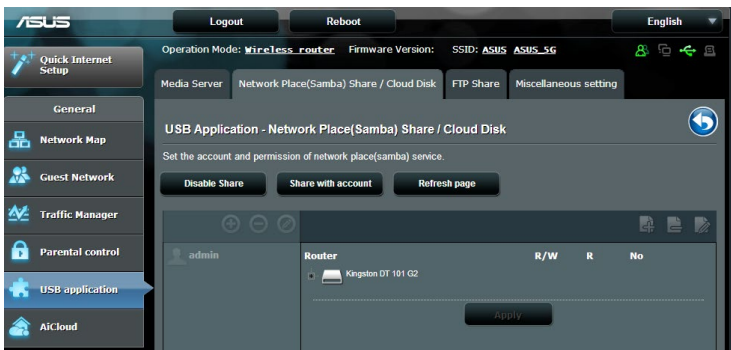 ASUS
Logout Reboot English
Operation Mode: Wireless router Firmware Version: SSID: ASUS ASUS_5G
Quick Internet
Setup
General
Network Map
Guest Network
Traffic Manager
Parental control
USB application
AiCloud
Media Server Network Place(Samba) Share / Cloud Disk FTP Share Miscellaneous setting
USB Application - Network Place(Samba) Share / Cloud Disk
Set the account and permission of network place(samba) service.
Disable Share Share with account Refresh page
admin
Router R/W R No
Kingston DT 101 G2
Apply